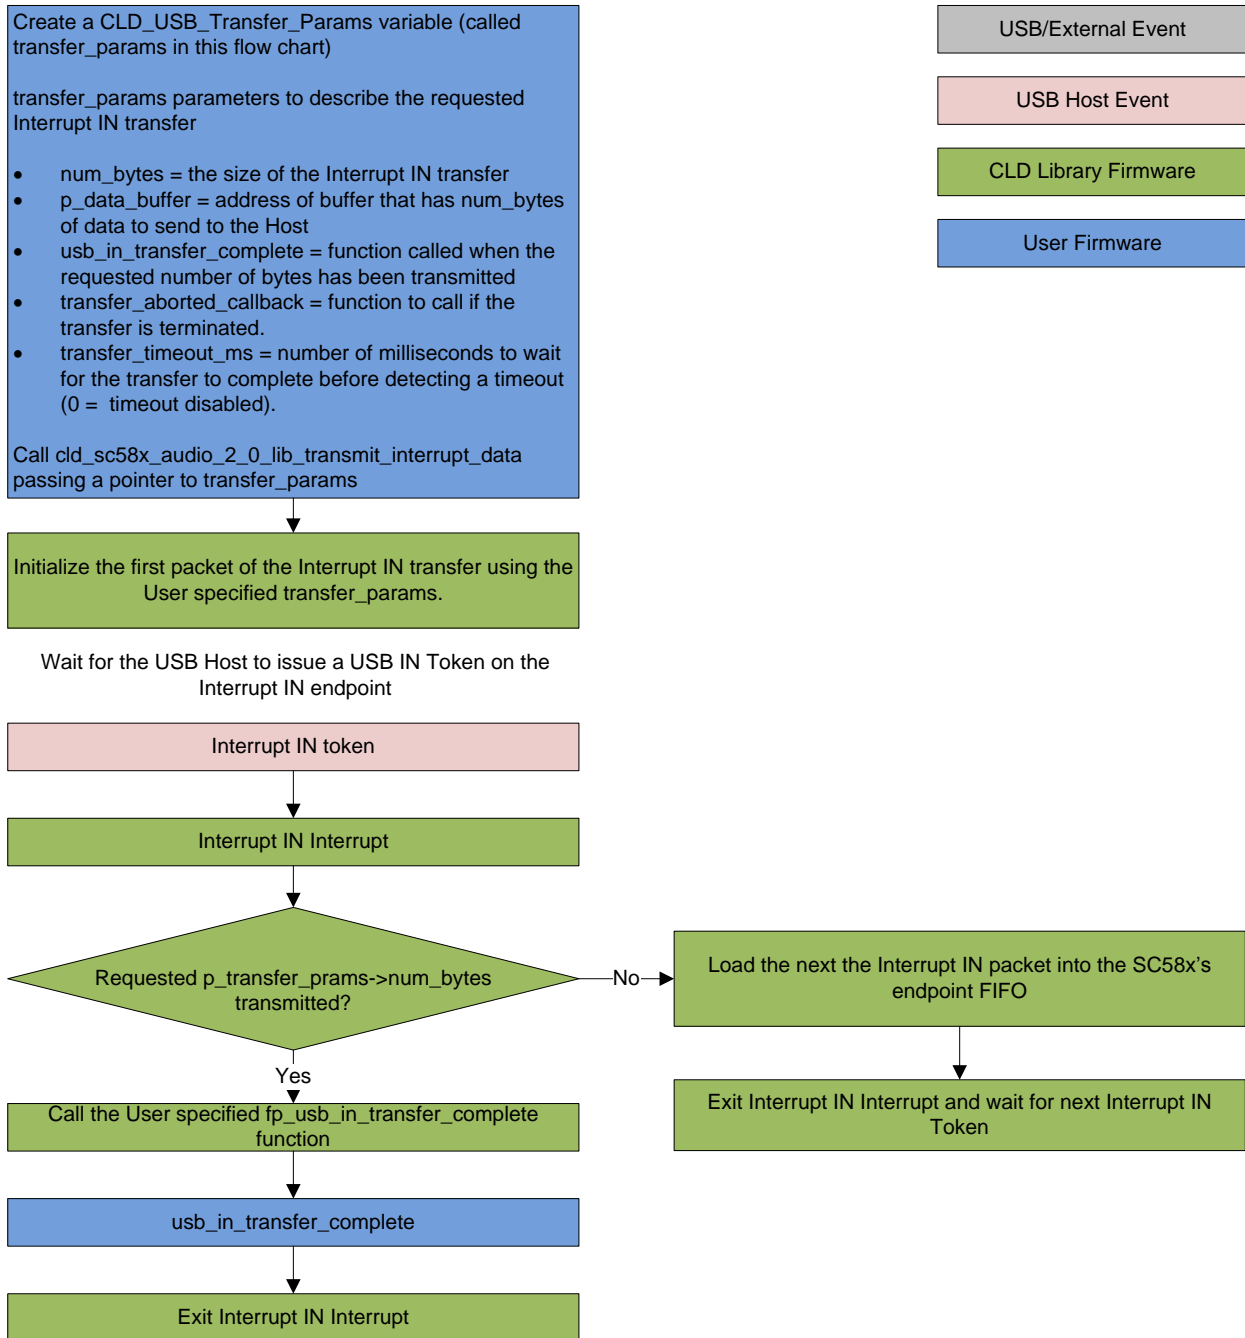 Create a CLD_USB_Transfer_Params variable (called
transfer_params in this flow chart)
transfer_params parameters to describe the requested
Interrupt IN transfer
• num_bytes = the size of the Interrupt IN transfer
• p_data_buffer = address of buffer that has num_bytes
of data to send to the Host
• usb_in_transfer_complete = function called when the
requested number of bytes has been transmitted
• transfer_aborted_callback = function to call if the
transfer is terminated.
• transfer_timeout_ms = number of milliseconds to wait
for the transfer to complete before detecting a timeout
(0 =  timeout disabled).
Call cld_sc58x_audio_2_0_lib_transmit_interrupt_data
passing a pointer to transfer_params
USB/External Event
USB Host Event
CLD Library Firmware
User Firmware
Initialize the first packet of the Interrupt IN transfer using the
User specified transfer_params.
Wait for the USB Host to issue a USB IN Token on the
Interrupt IN endpoint
Interrupt IN token
Interrupt IN Interrupt
Requested p_transfer_prams->num_bytes
transmitted?
No
Load the next the Interrupt IN packet into the SC58x's
endpoint FIFO
Exit Interrupt IN Interrupt and wait for next Interrupt IN
Token
Yes
Call the User specified fp_usb_in_transfer_complete
function
usb_in_transfer_complete
Exit Interrupt IN Interrupt